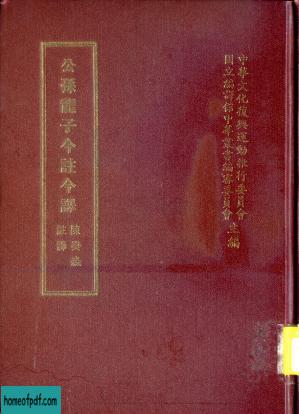 中華文化復興運動推行委員會
國立編譯館中華叢書編審委員會
主編
公孫龍子今註今譯
陳癸淼
註譯
homeofpdf.com